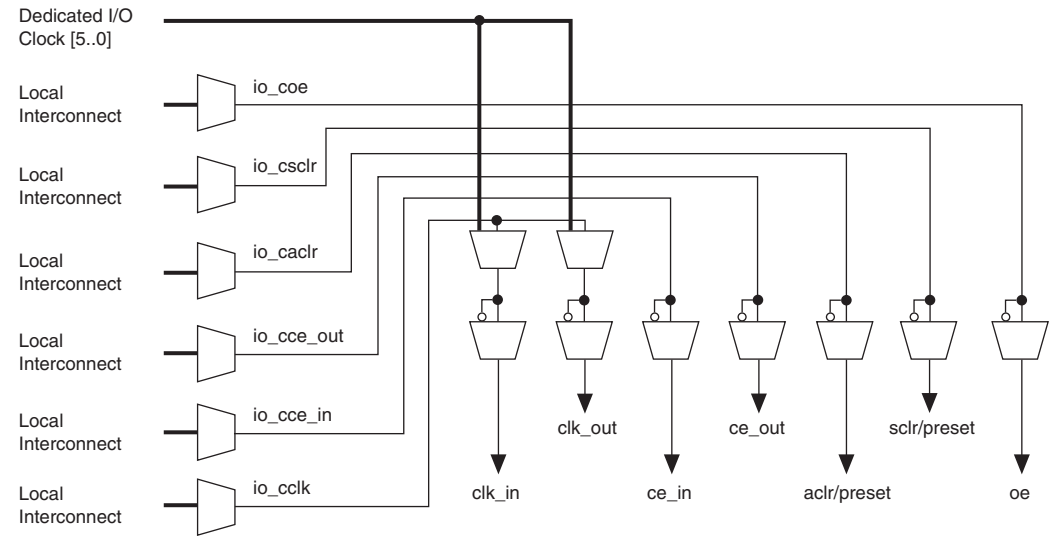 Dedicated I/O
Clock [5..0]
Local
Interconnect
io_coe
Local
Interconnect
io_csclr
Local
Interconnect
io_caclr
Local
Interconnect
io_cce_out
Local
Interconnect
io_cce_in
Local
Interconnect
io_cclk
clk_out
ce_out
sclr/preset
clk_in
ce_in
aclr/preset
oe